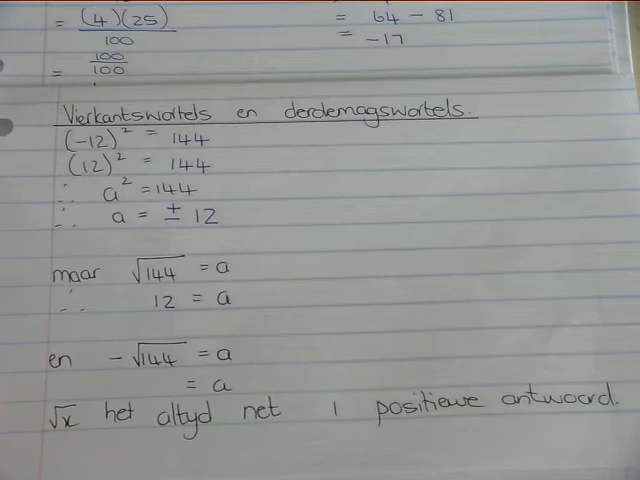 = (4)(25) / 100
= 100/100
= 64 - 81
= -17
Vierkantswortels en derdemagswortels.
(-12)² = 144
(12)² = 144
∴ a² = 144
∴ a = ± 12
maar √144 = a
∴ 12 = a
en -√144 = a
= a
√x het altyd net 1 positiewe antwoord.